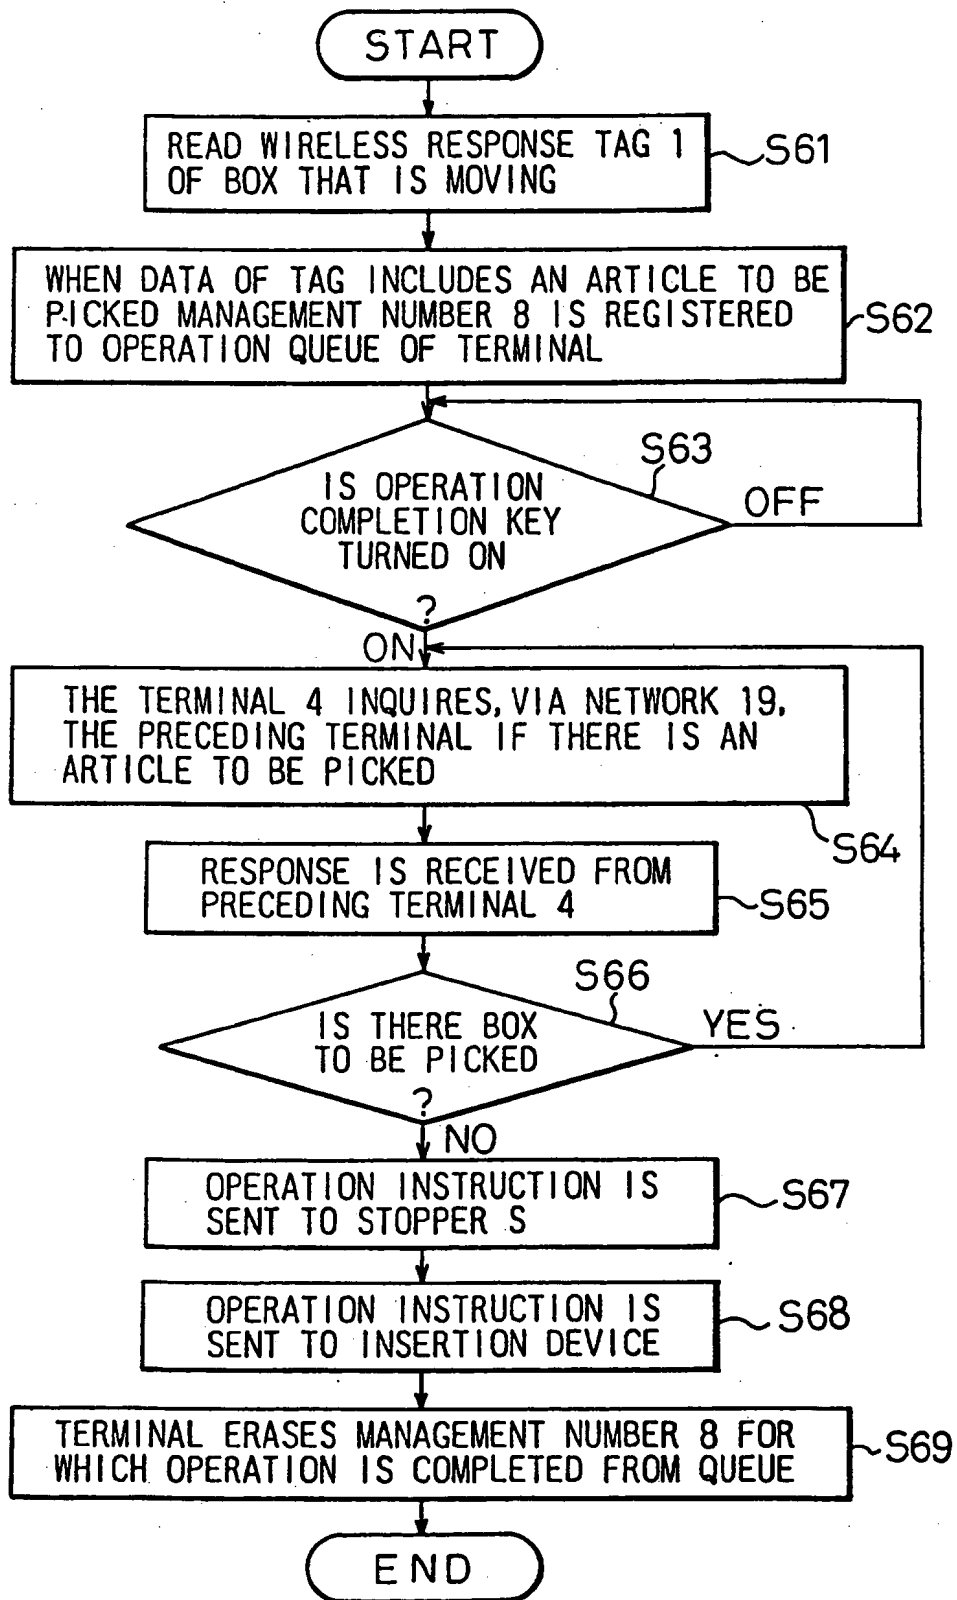 START
READ WIRELESS RESPONSE TAG 1
OF BOX THAT IS MOVING
S61
WHEN DATA OF TAG INCLUDES AN ARTICLE TO BE
PICKED MANAGEMENT NUMBER 8 IS REGISTERED
TO OPERATION QUEUE OF TERMINAL
S62
S63
IS OPERATION
COMPLETION KEY
TURNED ON
?
OFF
ON
THE TERMINAL 4 INQUIRES, VIA NETWORK 19,
THE PRECEDING TERMINAL IF THERE IS AN
ARTICLE TO BE PICKED
S64
RESPONSE IS RECEIVED FROM
PRECEDING TERMINAL 4
S65
S66
IS THERE BOX
TO BE PICKED
?
YES
NO
OPERATION INSTRUCTION IS
SENT TO STOPPER S
S67
OPERATION INSTRUCTION IS
SENT TO INSERTION DEVICE
S68
TERMINAL ERASES MANAGEMENT NUMBER 8 FOR
WHICH OPERATION IS COMPLETED FROM QUEUE
S69
END